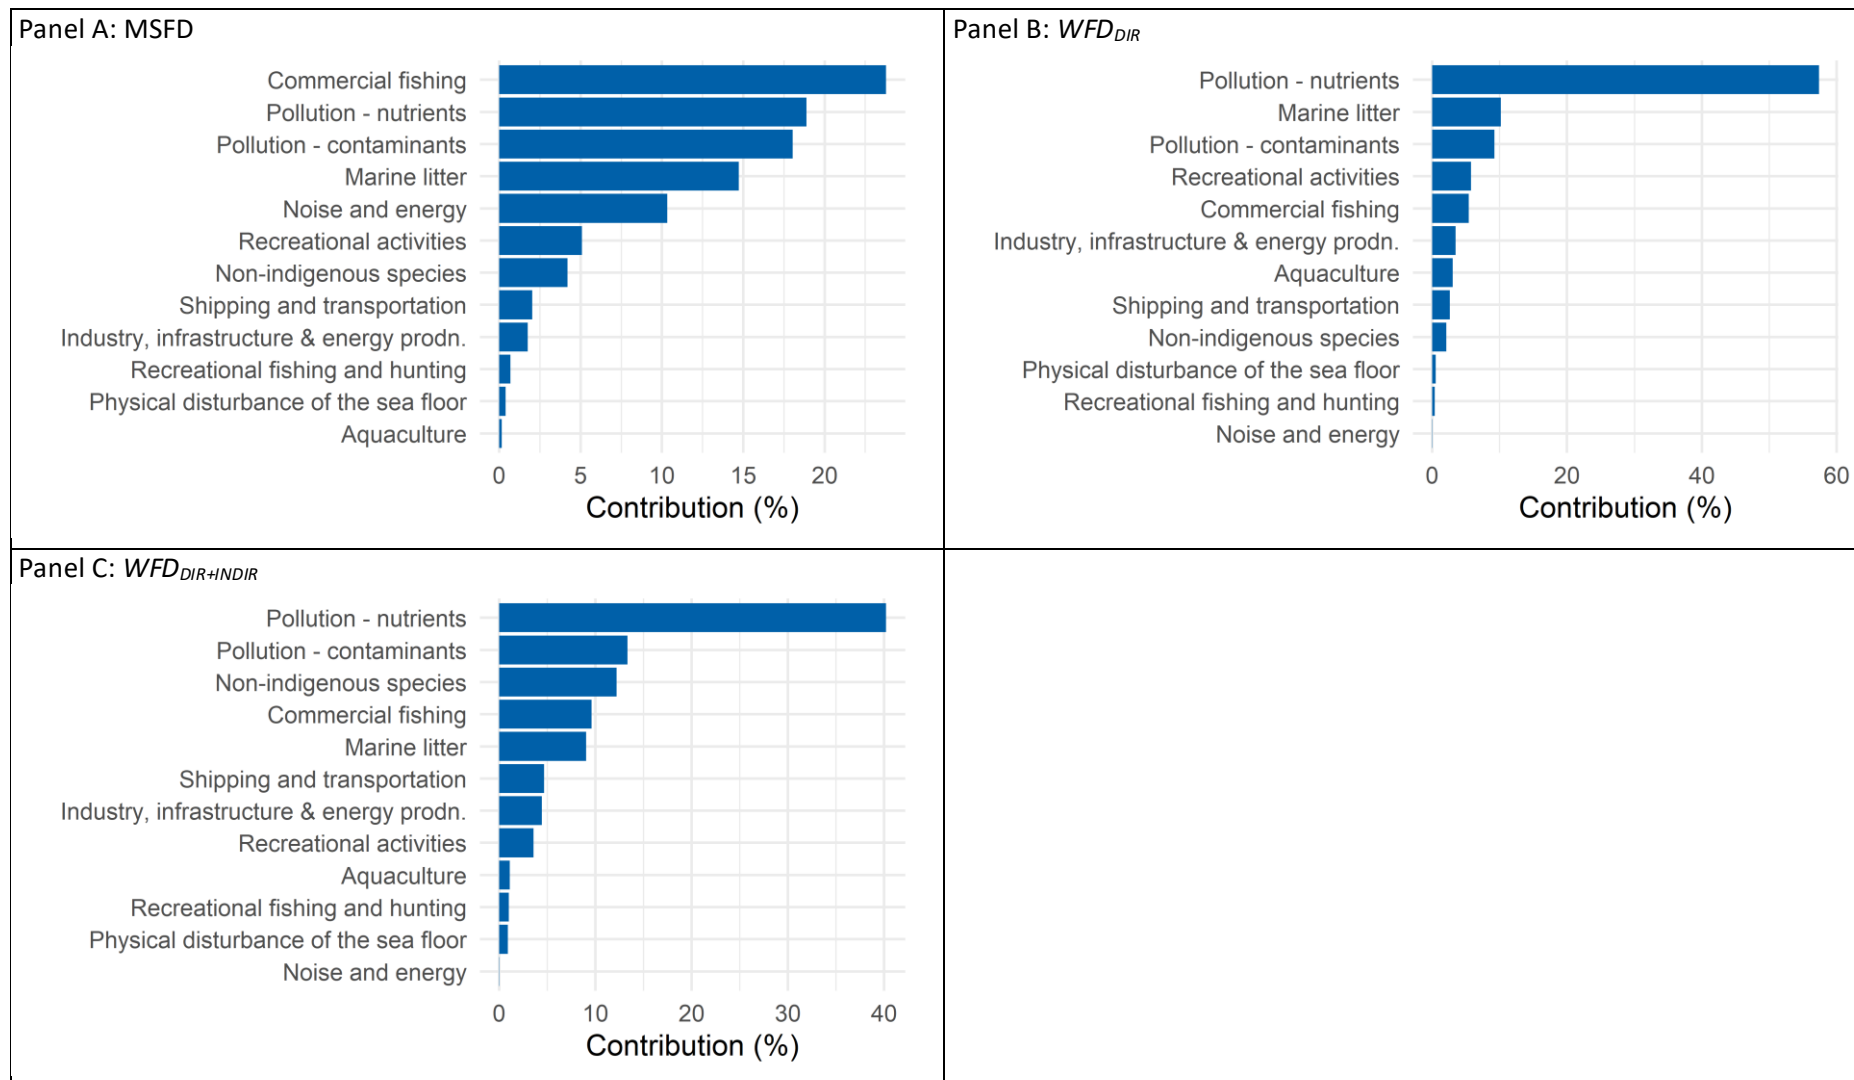 Panel A: MSFD
Commercial fishing
Pollution - nutrients
Pollution - contaminants
Marine litter
Noise and energy
Recreational activities
Non-indigenous species
Shipping and transportation
Industry, infrastructure & energy prodn.
Recreational fishing and hunting
Physical disturbance of the sea floor
Aquaculture
0 5 10 15 20
Contribution (%)
Panel B: WFD DIR
Pollution - nutrients
Marine litter
Pollution - contaminants
Recreational activities
Commercial fishing
Industry, infrastructure & energy prodn.
Aquaculture
Shipping and transportation
Non-indigenous species
Physical disturbance of the sea floor
Recreational fishing and hunting
Noise and energy
0 20 40 60
Contribution (%)
Panel C: WFD DIR+INDIR
Pollution - nutrients
Pollution - contaminants
Non-indigenous species
Commercial fishing
Marine litter
Shipping and transportation
Industry, infrastructure & energy prodn.
Recreational activities
Aquaculture
Recreational fishing and hunting
Physical disturbance of the sea floor
Noise and energy
0 10 20 30 40
Contribution (%)